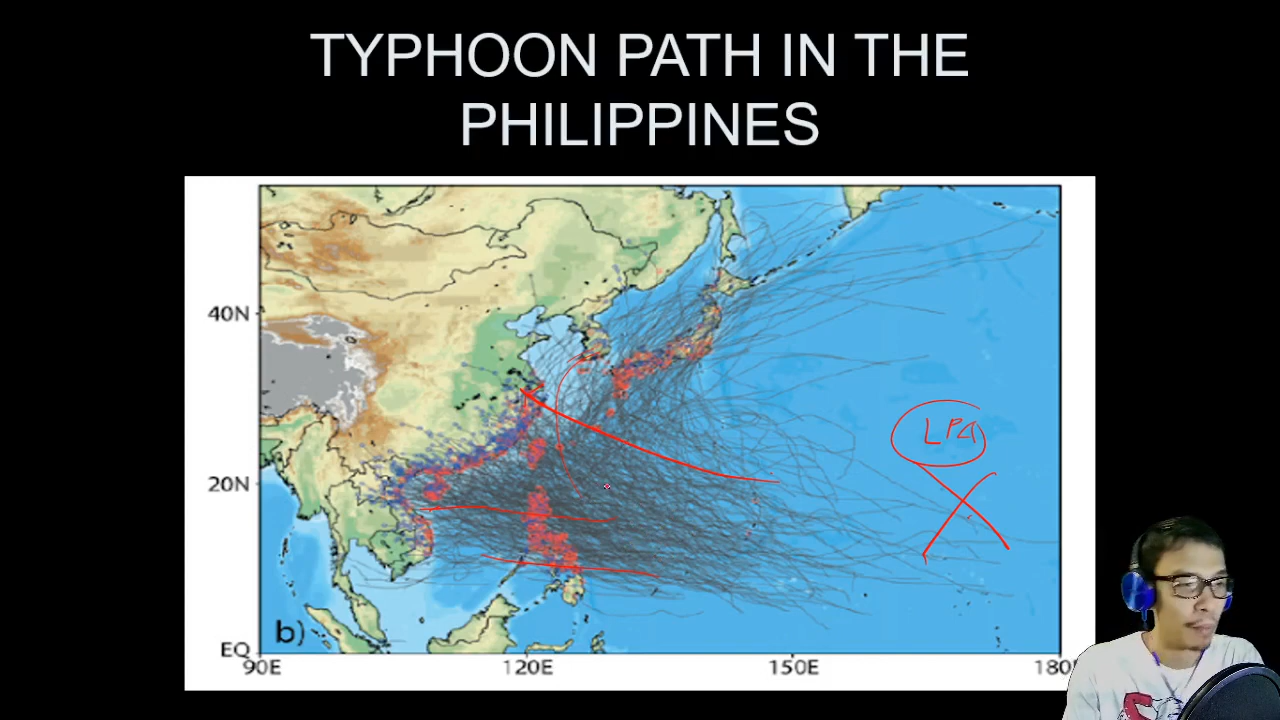 TYPHOON PATH IN THE
PHILIPPINES
40N
20N
LPA
b)
EQ
90E 120E 150E 180